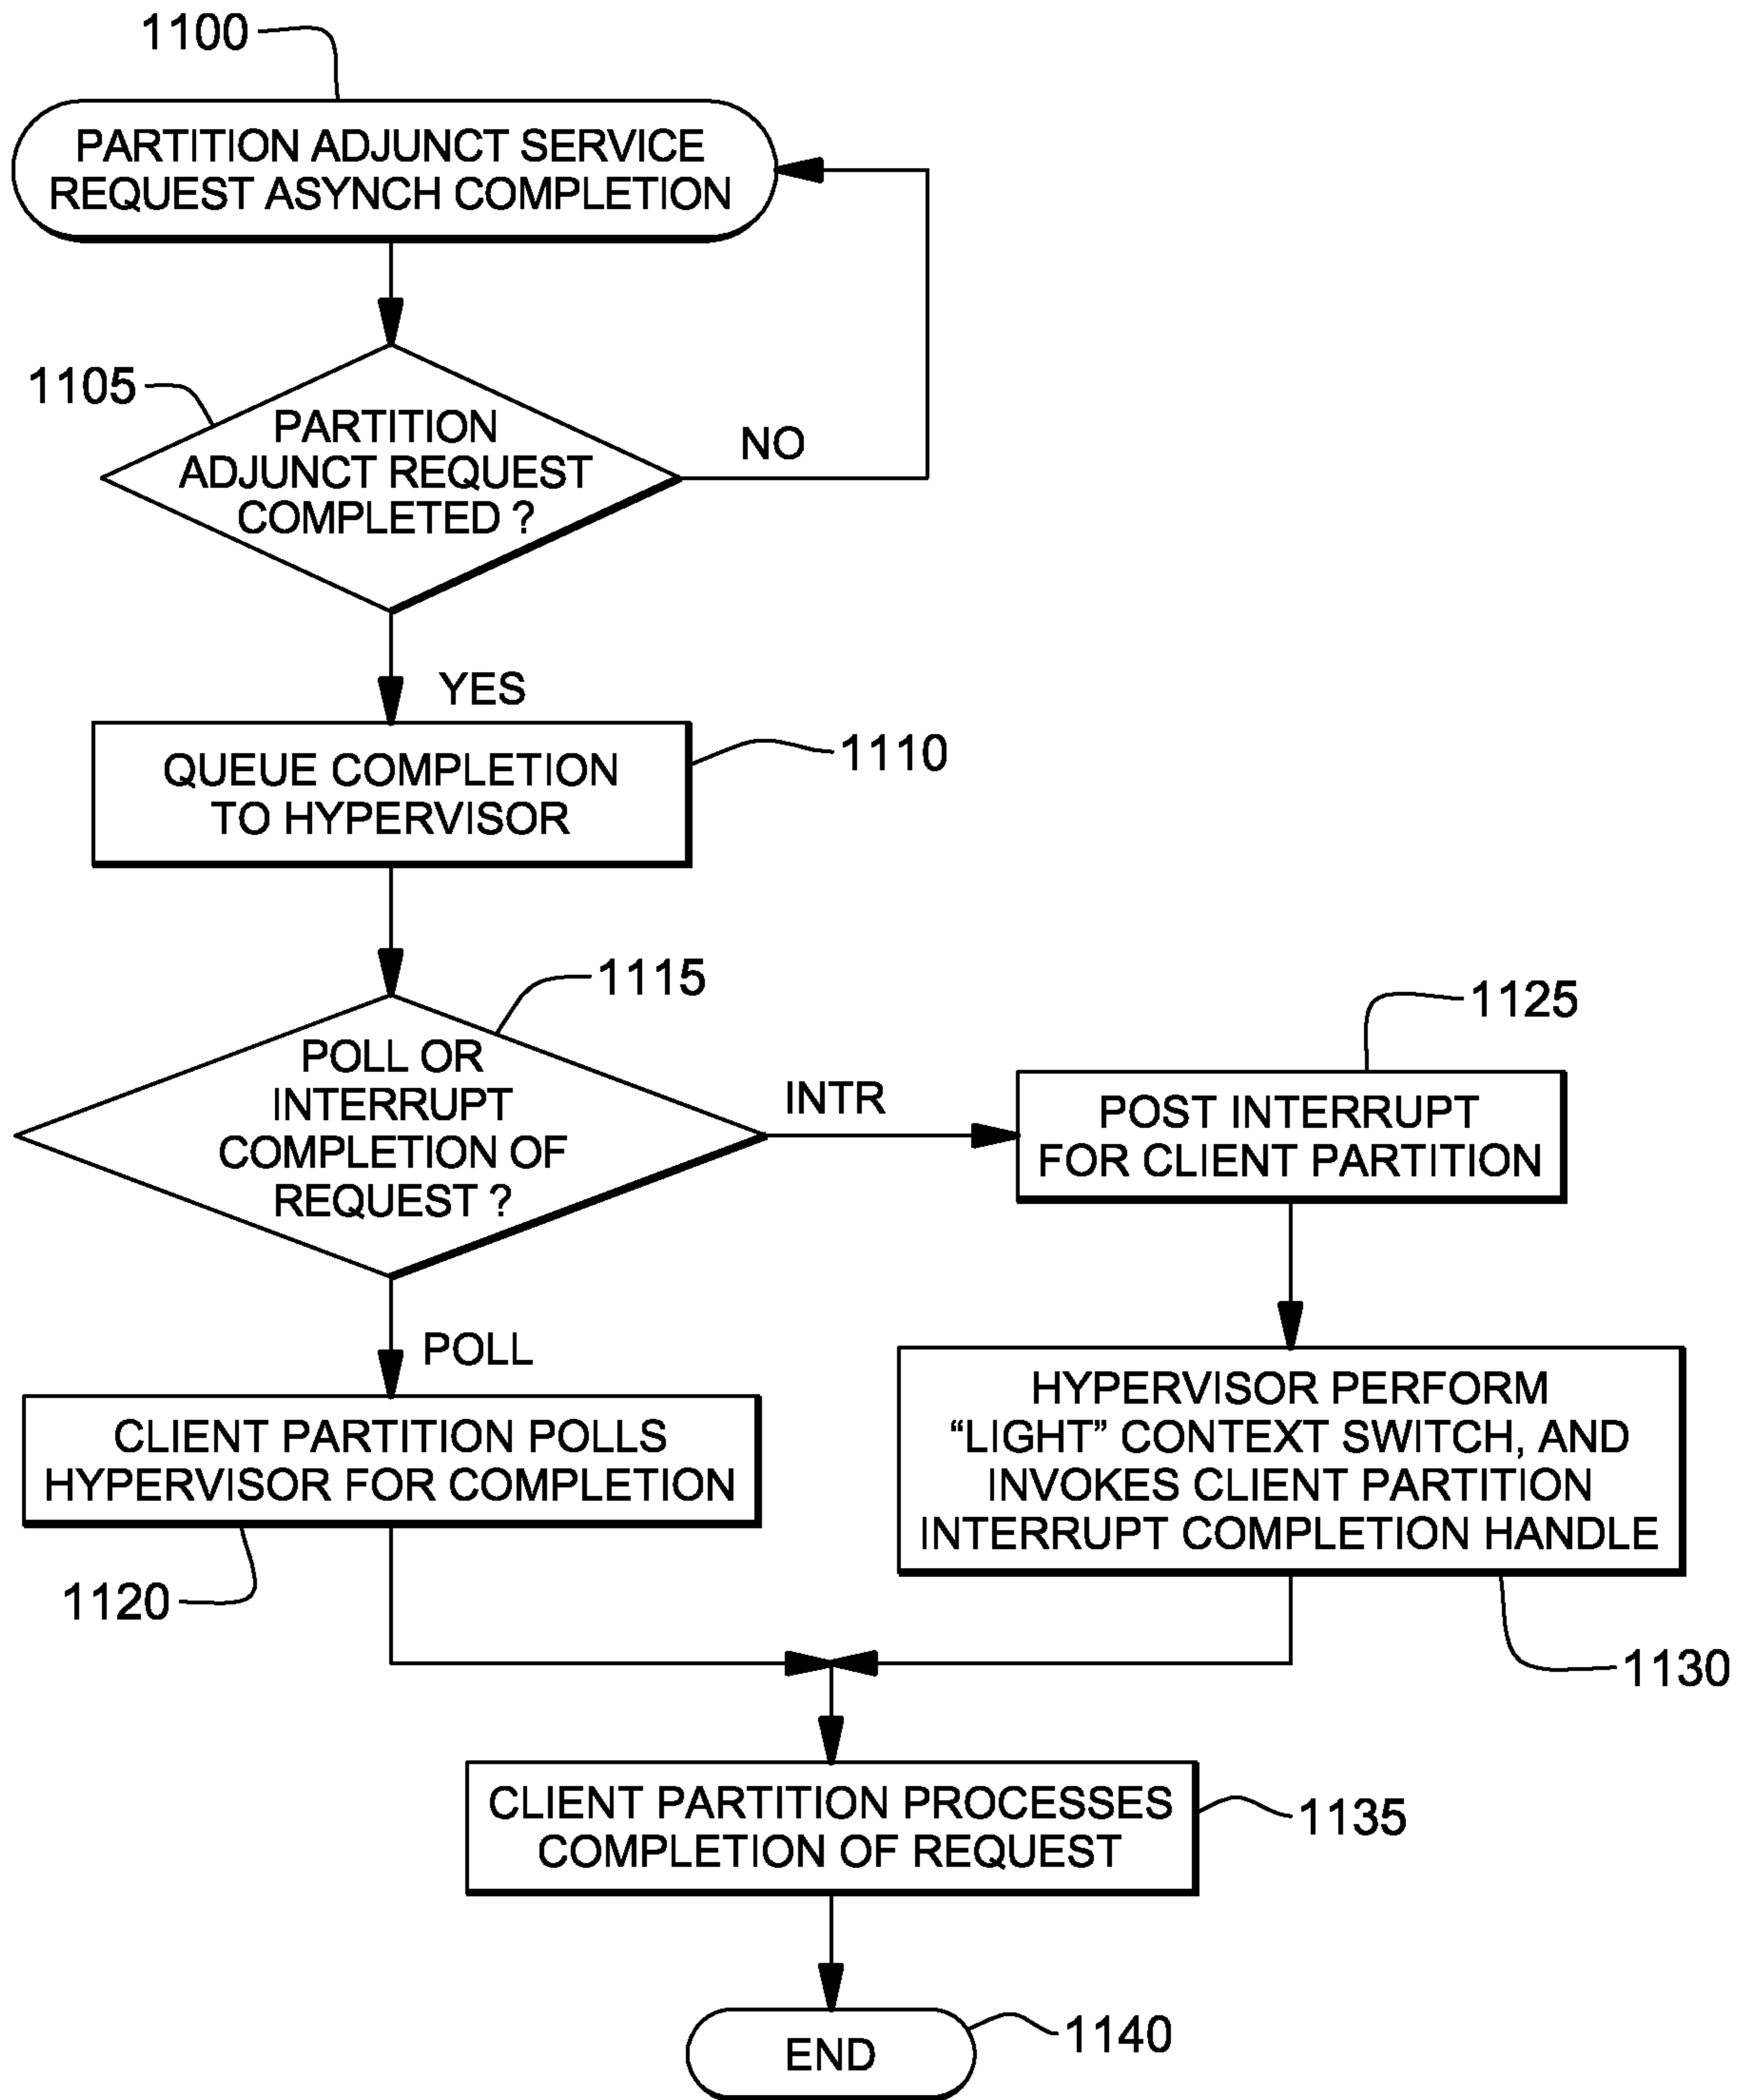 1100
PARTITION ADJUNCT SERVICE
REQUEST ASYNCH COMPLETION
1105
PARTITION
ADJUNCT REQUEST
COMPLETED ?
NO
YES
QUEUE COMPLETION
TO HYPERVISOR
1110
1115
POLL OR
INTERRUPT
COMPLETION OF
REQUEST ?
INTR
1125
POST INTERRUPT
FOR CLIENT PARTITION
POLL
CLIENT PARTITION POLLS
HYPERVISOR FOR COMPLETION
1120
HYPERVISOR PERFORM
“LIGHT” CONTEXT SWITCH, AND
INVOKES CLIENT PARTITION
INTERRUPT COMPLETION HANDLE
1130
CLIENT PARTITION PROCESSES
COMPLETION OF REQUEST
1135
END
1140